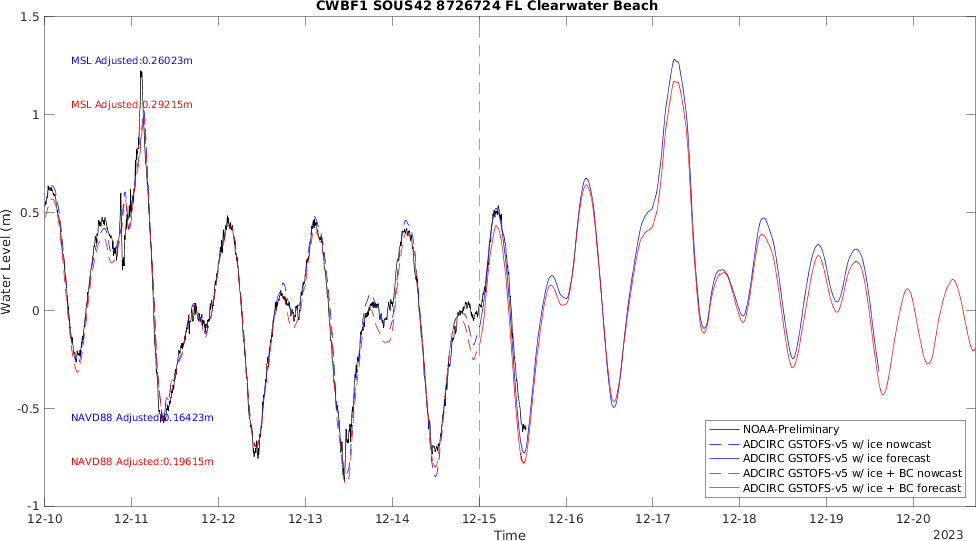 CWBF1 SOUS42 8726724 FL Clearwater Beach
1.5
1
0.5
0
-0.5
-1
Water Level (m)
MSL Adjusted:0.26023m
MSL Adjusted:0.29215m
NAVD88 Adjusted:0.16423m
NAVD88 Adjusted:0.19615m
NOAA-Preliminary
ADCIRC GSTOFS-v5 w/ ice nowcast
ADCIRC GSTOFS-v5 w/ ice forecast
ADCIRC GSTOFS-v5 w/ ice + BC nowcast
ADCIRC GSTOFS-v5 w/ ice + BC forecast
12-10 12-11 12-12 12-13 12-14 12-15 12-16 12-17 12-18 12-19 12-20
Time
2023